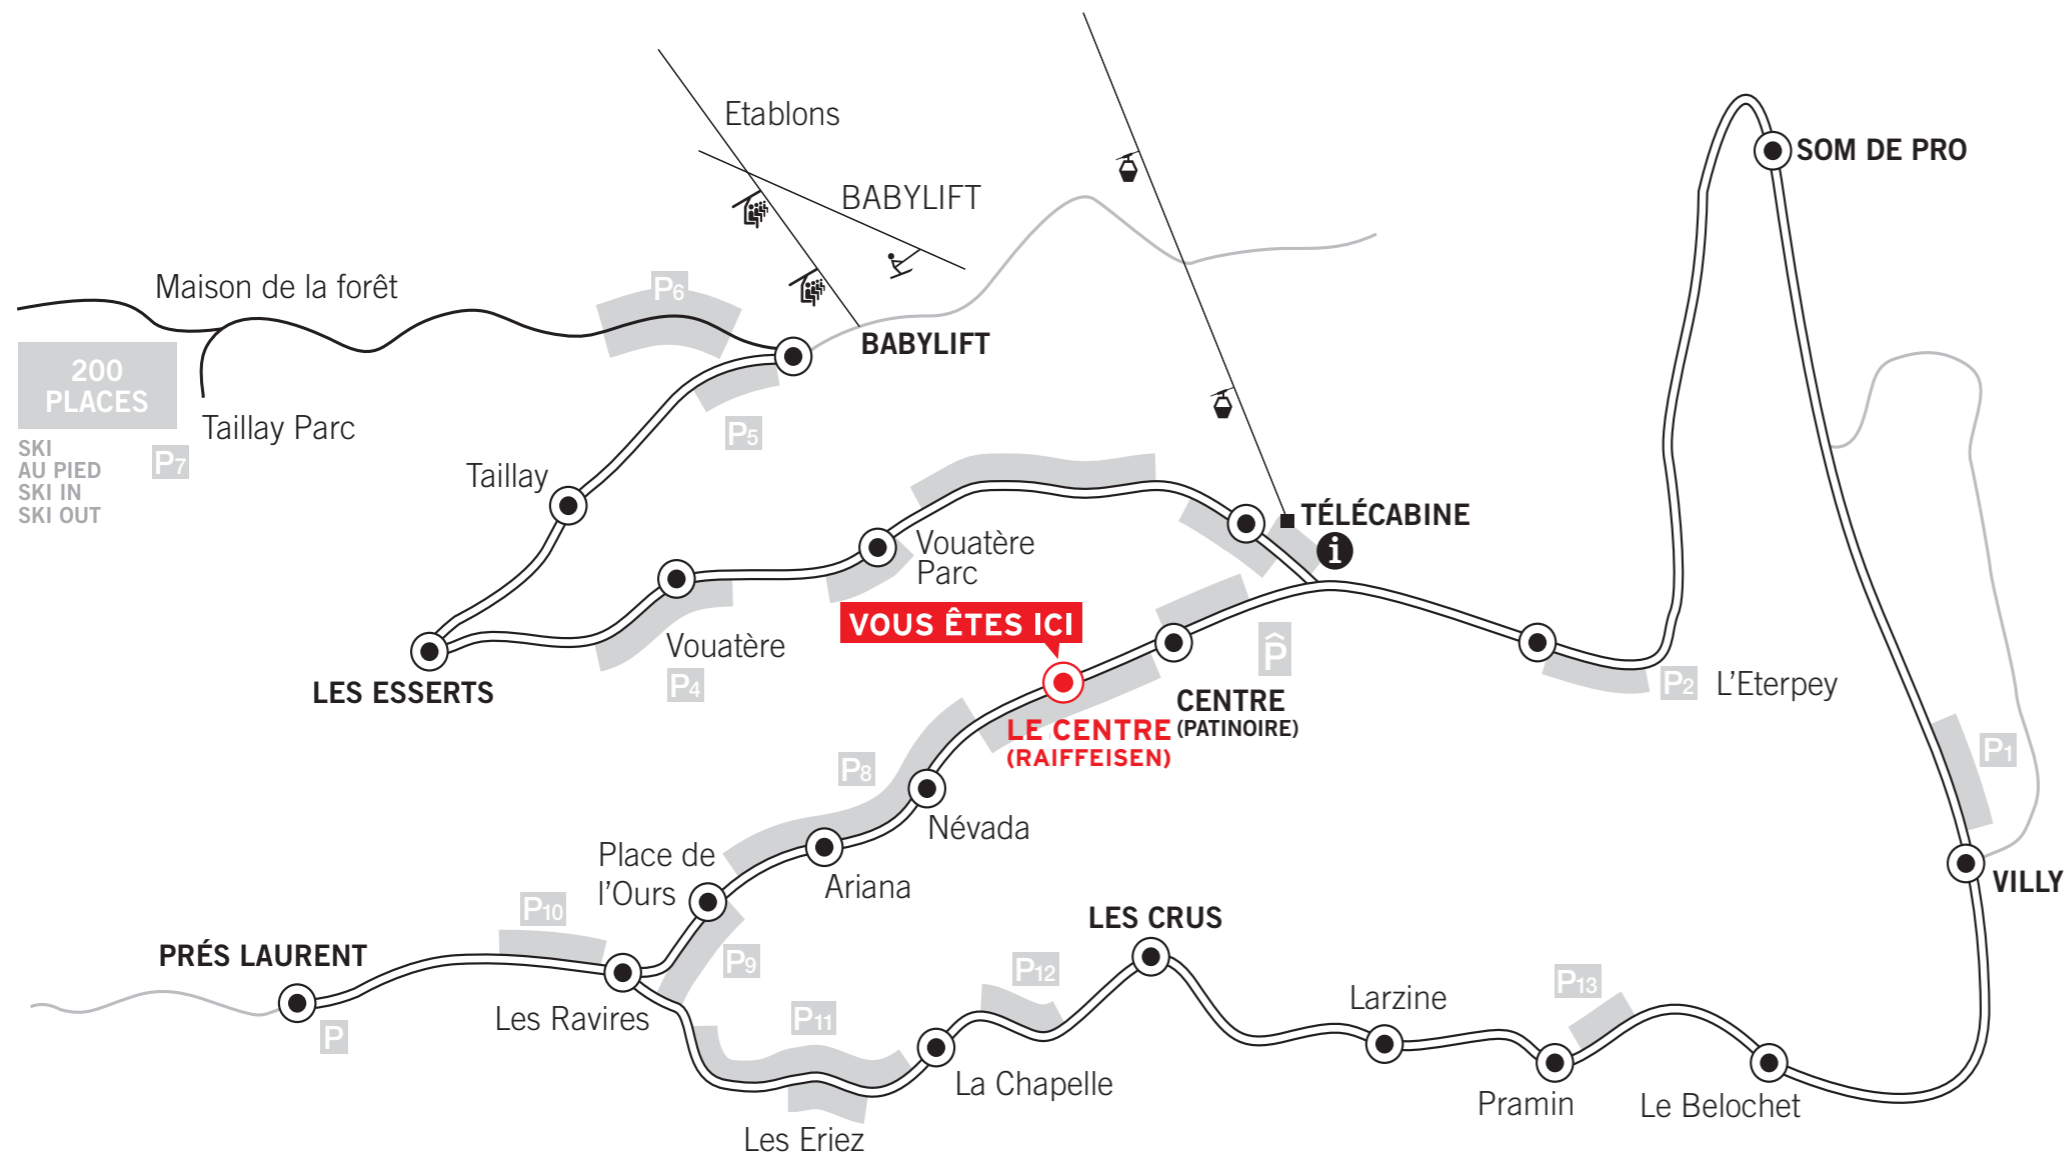 Etablons
BABYLIFT
SOM DE PRO
Maison de la forêt
P6
BABYLIFT
200
PLACES
Taillay Parc
SKI
AU PIED
SKI IN
SKI OUT
P7
P5
Taillay
TÉLÉCABINE
i
Vouatère
Parc
VOUS ÊTES ICI
Vouatère
P4
P
LES ESSERTS
CENTRE
(PATINOIRE)
LE CENTRE
(RAIFFEISEN)
P2
L'Eterpey
P1
P8
Névada
Place de
l'Ours
Ariana
VILLY
P10
LES CRUS
PRÉS LAURENT
P9
P12
P13
Larzine
Les Ravires
P11
P
La Chapelle
Pramin
Le Belochet
Les Eriez